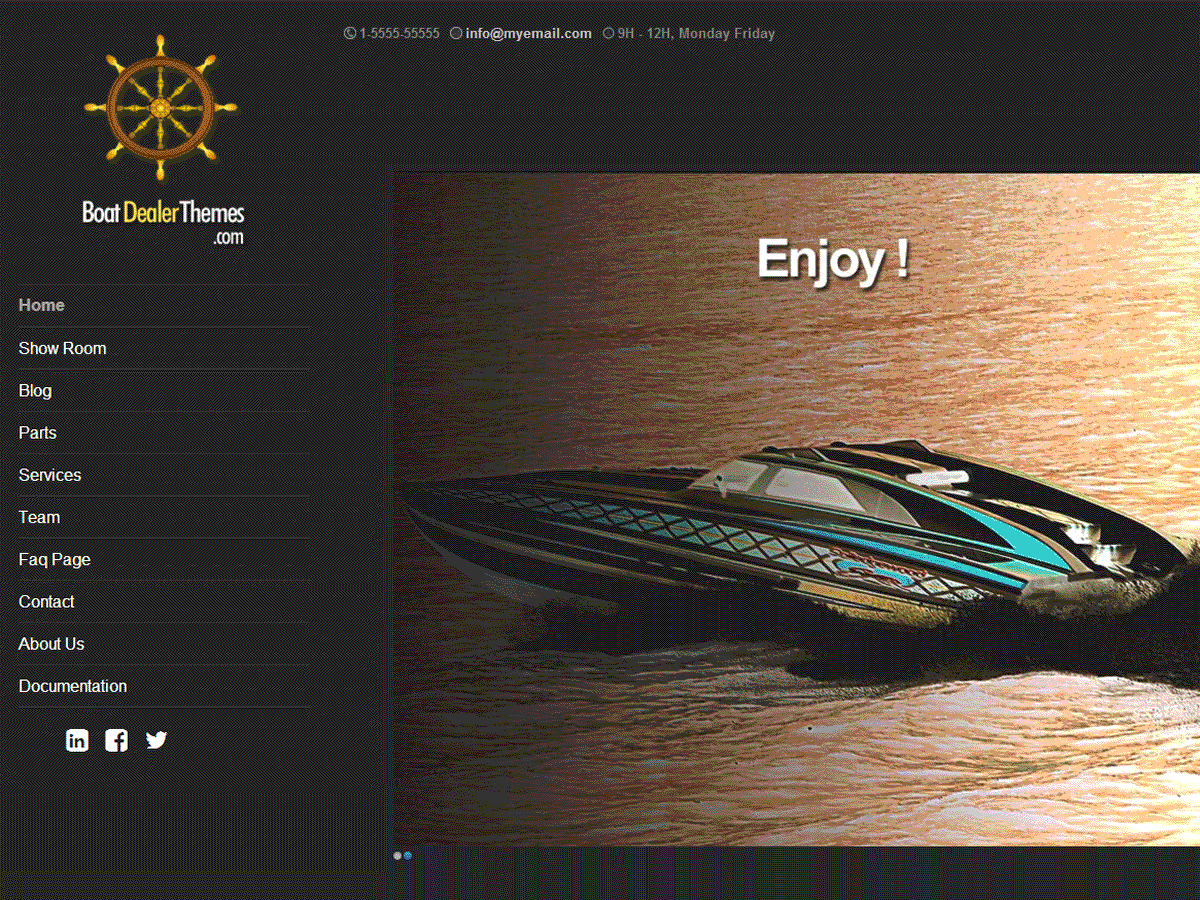 1-5555-55555 info@myemail.com 9H - 12H, Monday Friday
Boat Dealer Themes
.com
Enjoy !
Home
Show Room
Blog
Parts
Services
Team
Faq Page
Contact
About Us
Documentation